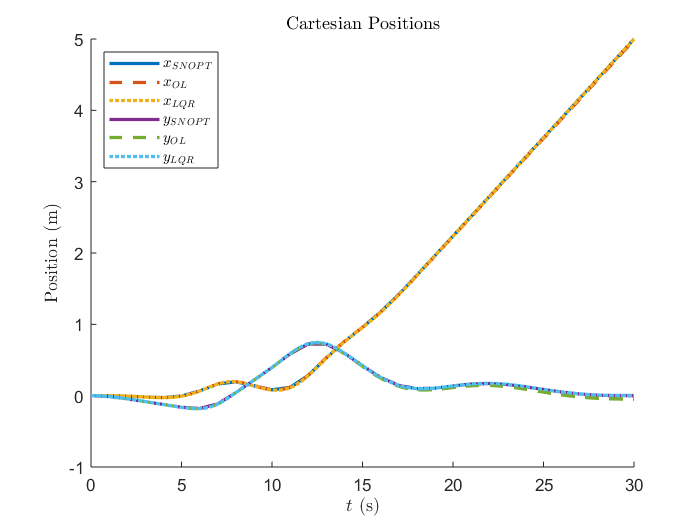 Cartesian Positions
x_SNOPT
x_OL
x_LQR
y_SNOPT
y_OL
y_LQR
Position (m)
5
4
3
2
1
0
-1
0 5 10 15 20 25 30
t (s)